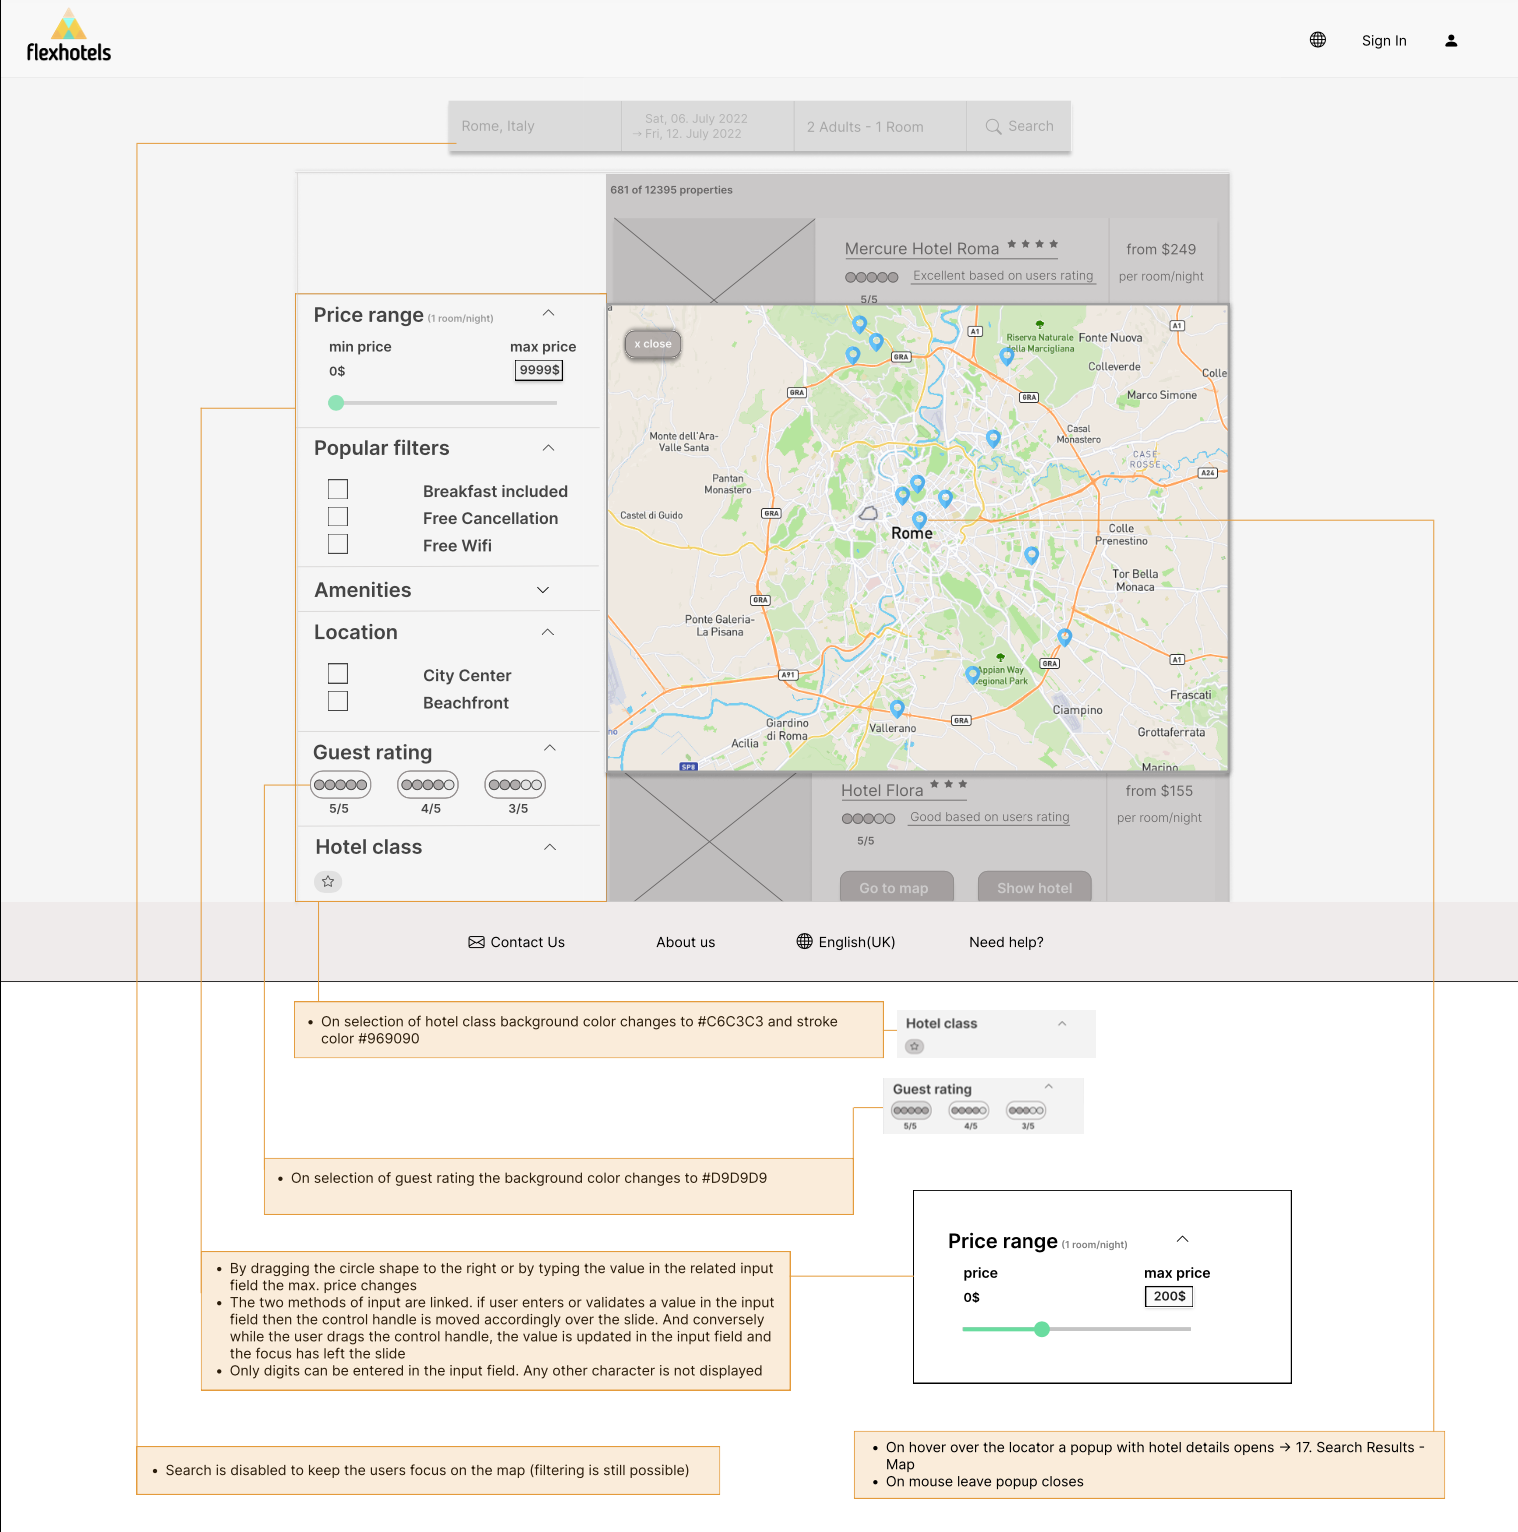 flexhotels
Sign In
Rome, Italy
Sat, 06. July 2022
→ Fri, 12. July 2022
2 Adults - 1 Room
Search
681 of 12395 properties
Mercure Hotel Roma
from $249
Excellent based on users rating
per room/night
5/5
Price range (1 room/night)
min price
max price
0$
9999$
Popular filters
Breakfast included
Free Cancellation
Free Wifi
Amenities
Location
City Center
Beachfront
Guest rating
5/5
4/5
3/5
Hotel class
a
x close
A1
Riserva Naturale
della Marcigliana
Fonte Nuova
A1
GRA
Colleverde
Colle
GRA
GRA
Marco Simone
Monte dell'Ara-
Valle Santa
Casal
Monastero
CASE
ROSSE
A24
Pantan
Monastero
Castel di Guido
GRA
Rome
Colle
Prenestino
Tor Bella
Monaca
GRA
Ponte Galeria-
La Pisana
A91
Appian Way
Regional Park
GRA
A1
Frascati
Ciampino
GRA
Giardino
di Roma
Vallerano
Grottaferrata
no
Acilia
SP8
Marino
Hotel Flora
from $155
Good based on users rating
per room/night
5/5
Go to map
Show hotel
Contact Us
About us
English(UK)
Need help?
• On selection of hotel class background color changes to #C6C3C3 and stroke
color #969090
Hotel class
Guest rating
5/5
4/5
3/5
• On selection of guest rating the background color changes to #D9D9D9
• By dragging the circle shape to the right or by typing the value in the related input
field the max. price changes
• The two methods of input are linked. if user enters or validates a value in the input
field then the control handle is moved accordingly over the slide. And conversely
while the user drags the control handle, the value is updated in the input field and
the focus has left the slide
• Only digits can be entered in the input field. Any other character is not displayed
Price range (1 room/night)
price
max price
0$
200$
• Search is disabled to keep the users focus on the map (filtering is still possible)
• On hover over the locator a popup with hotel details opens → 17. Search Results -
Map
• On mouse leave popup closes